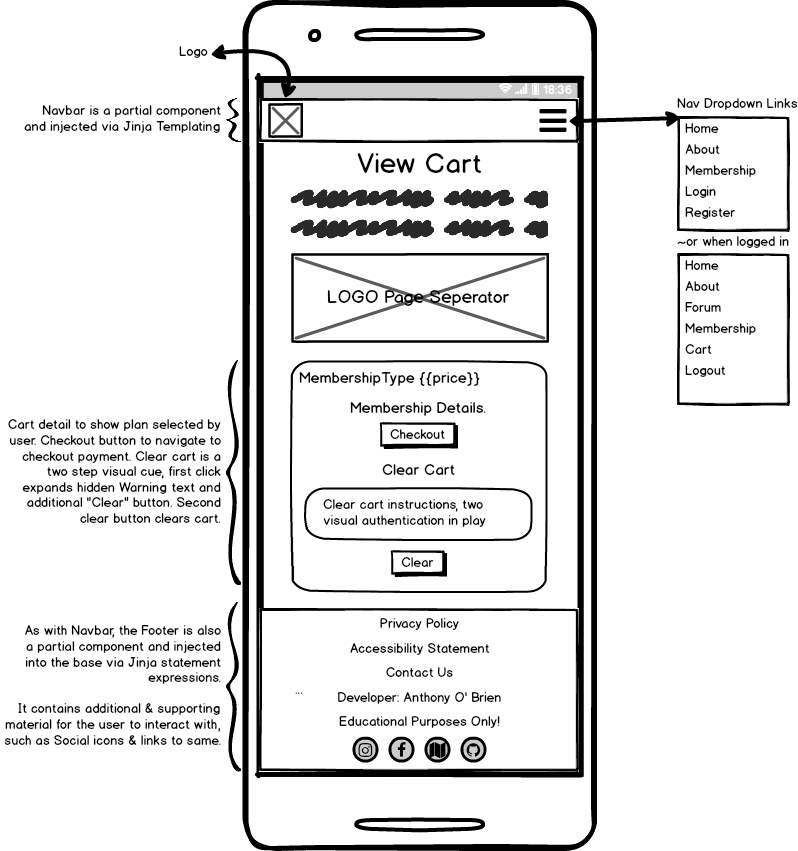 Logo
18:36
Navbar is a partial component
and injected via Jinja Templating
Nav Dropdown Links
Home
About
Membership
Login
Register
~or when logged in
Home
About
Forum
Membership
Cart
Logout
View Cart
LOGO Page Seperator
Cart detail to show plan selected by
user. Checkout button to navigate to
checkout payment. Clear cart is a
two step visual cue, first click
expands hidden Warning text and
additional "Clear" button. Second
clear button clears cart.
MembershipType {{price}}
Membership Details.
Checkout
Clear Cart
Clear cart instructions, two
visual authentication in play
Clear
As with Navbar, the Footer is also
a partial component and injected
into the base via Jinja statement
expressions.
It contains additional & supporting
material for the user to interact with,
such as Social icons & links to same.
Privacy Policy
Accessibility Statement
Contact Us
...
Developer: Anthony O' Brien
Educational Purposes Only!